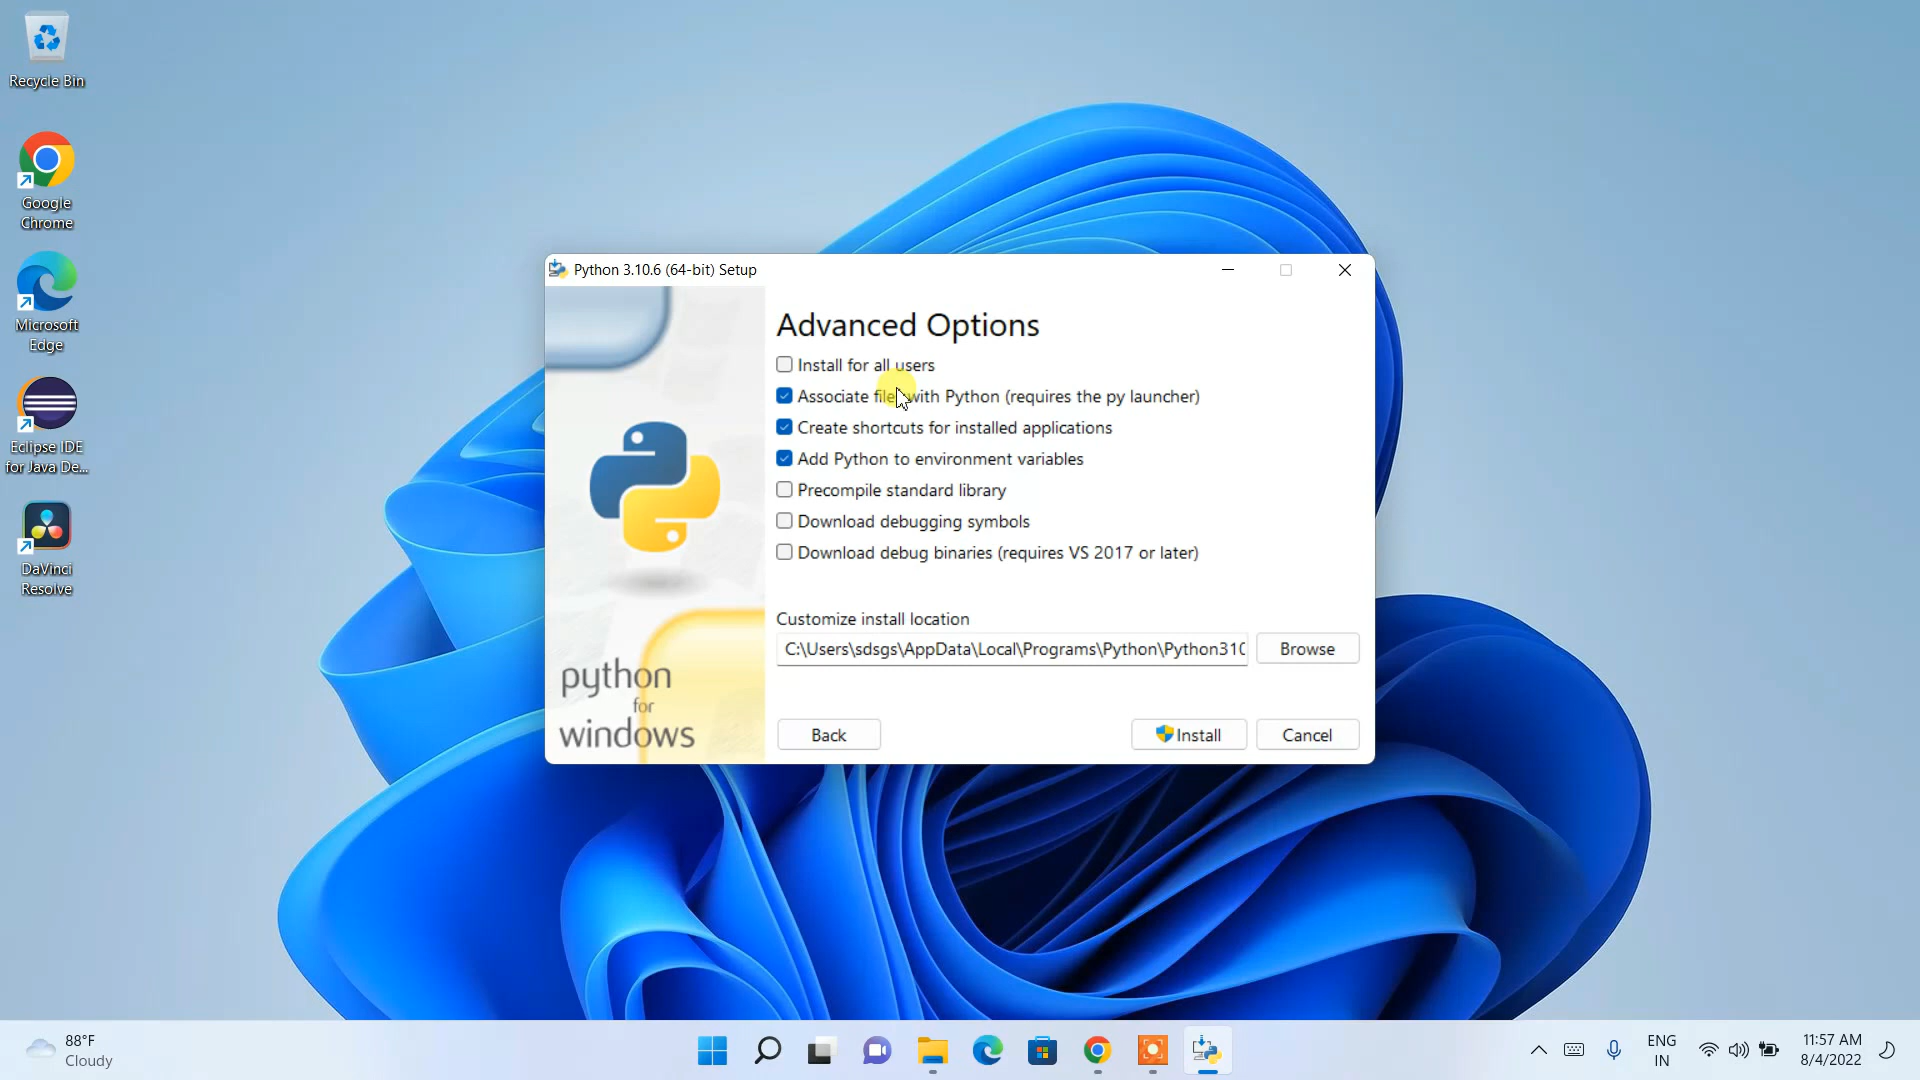 Recycle Bin
Google
Chrome
Microsoft
Edge
Eclipse IDE
for Java De...
DaVinci
Resolve
Python 3.10.6 (64-bit) Setup
Advanced Options
Install for all users
Associate files with Python (requires the py launcher)
Create shortcuts for installed applications
Add Python to environment variables
Precompile standard library
Download debugging symbols
Download debug binaries (requires VS 2017 or later)
Customize install location
C:\Users\sdsgs\AppData\Local\Programs\Python\Python310
Browse
python
for
windows
Back
Install
Cancel
88°F
Cloudy
ENG
IN
11:57 AM
8/4/2022